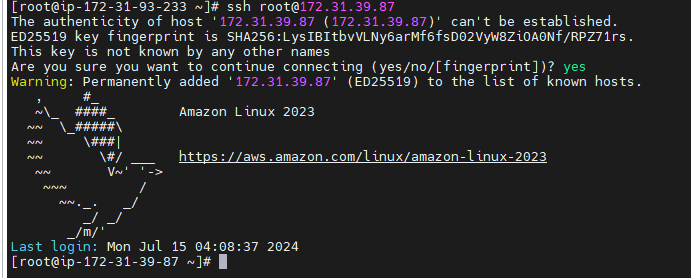 [root@ip-172-31-93-233 ~]# ssh root@172.31.39.87
The authenticity of host '172.31.39.87 (172.31.39.87)' can't be established.
ED25519 key fingerprint is SHA256:LysIBItbvVLNy6arMf6fsD02VyW8ZiOA0Nf/RPZ71rs.
This key is not known by any other names
Are you sure you want to continue connecting (yes/no/[fingerprint])? yes
Warning: Permanently added '172.31.39.87' (ED25519) to the list of known hosts.
   ,     #_
   ~\_  ####_        Amazon Linux 2023
  ~~  \_#####\
  ~~     \###|
  ~~       \#/ ___   https://aws.amazon.com/linux/amazon-linux-2023
   ~~       V~' '->
    ~~~         /
      ~~._.   _/
         _/ _/
       _/m/'
Last login: Mon Jul 15 04:08:37 2024
[root@ip-172-31-39-87 ~]#